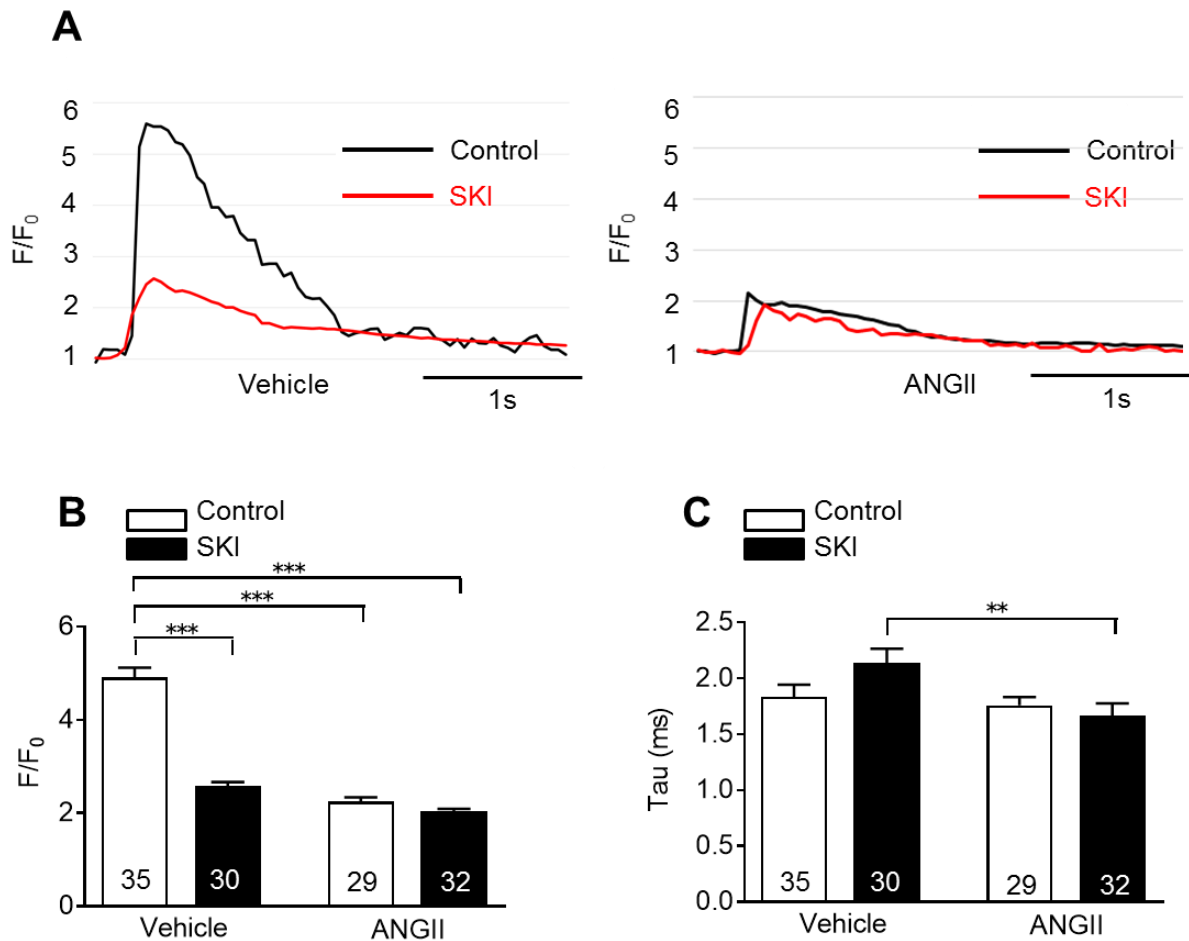 A
6
5
4
3
2
1
F/F₀
Control
SKI
Vehicle
1s
6
5
4
3
2
1
F/F₀
Control
SKI
ANGII
1s
B
Control
SKI
***
***
***
6
4
2
0
F/F₀
35
30
29
32
Vehicle
ANGII
C
Control
SKI
**
2.5
2.0
1.5
1.0
0.5
0.0
Tau (ms)
35
30
29
32
Vehicle
ANGII